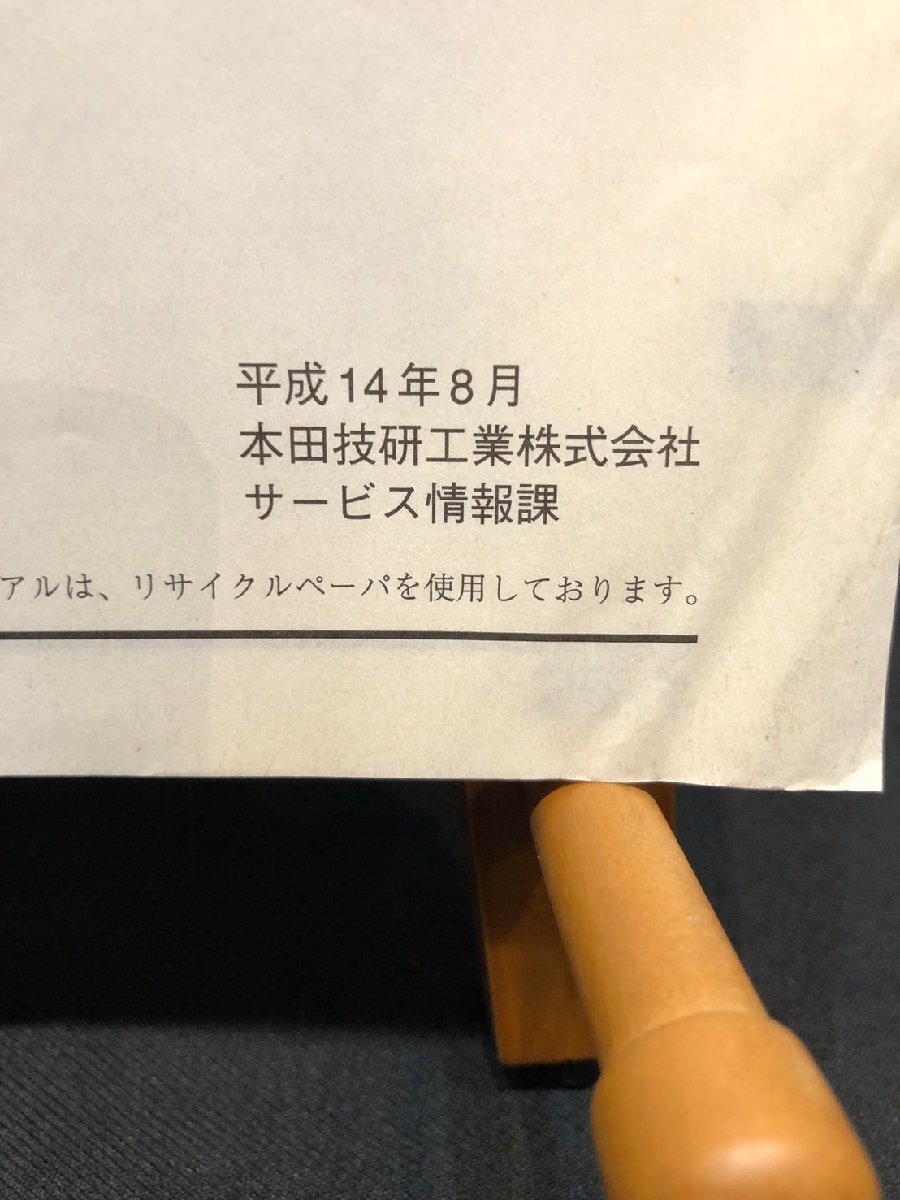 平成14年8月
本田技研工業株式会社
サービス情報課
アルは、リサイクルペーパを使用しております。